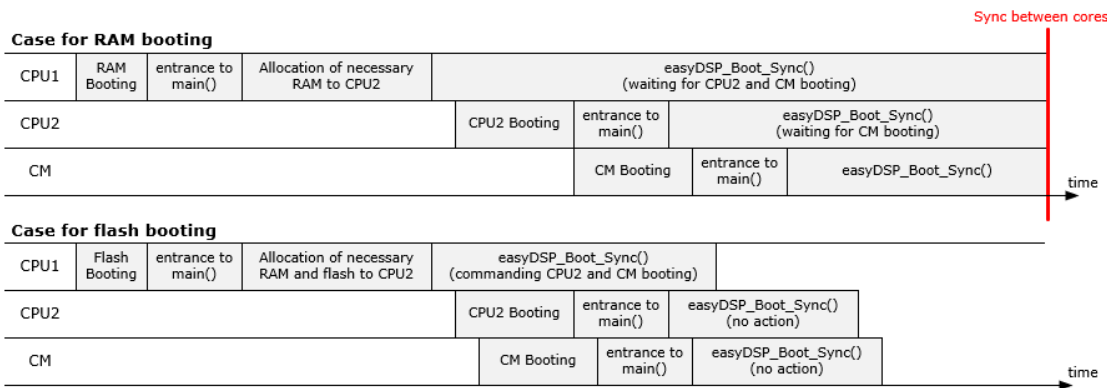 Sync between cores
Case for RAM booting
CPU1
RAM
Booting
entrance to
main()
Allocation of necessary
RAM to CPU2
easyDSP_Boot_Sync()
(waiting for CPU2 and CM booting)
CPU2
CPU2 Booting
entrance to
main()
easyDSP_Boot_Sync()
(waiting for CM booting)
CM
CM Booting
entrance to
main()
easyDSP_Boot_Sync()
time
Case for flash booting
CPU1
Flash
Booting
entrance to
main()
Allocation of necessary
RAM and flash to CPU2
easyDSP_Boot_Sync()
(commanding CPU2 and CM booting)
CPU2
CPU2 Booting
entrance to
main()
easyDSP_Boot_Sync()
(no action)
CM
CM Booting
entrance to
main()
easyDSP_Boot_Sync()
(no action)
time